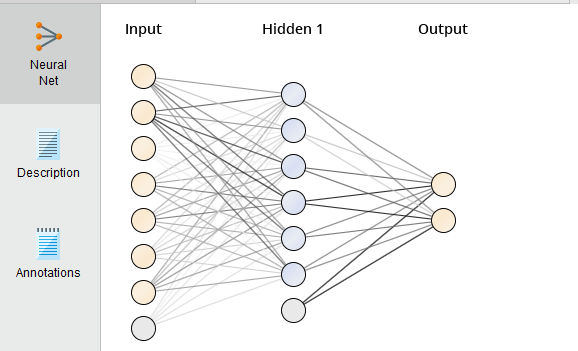 Input
Hidden 1
Output
Neural
Net
Description
Annotations